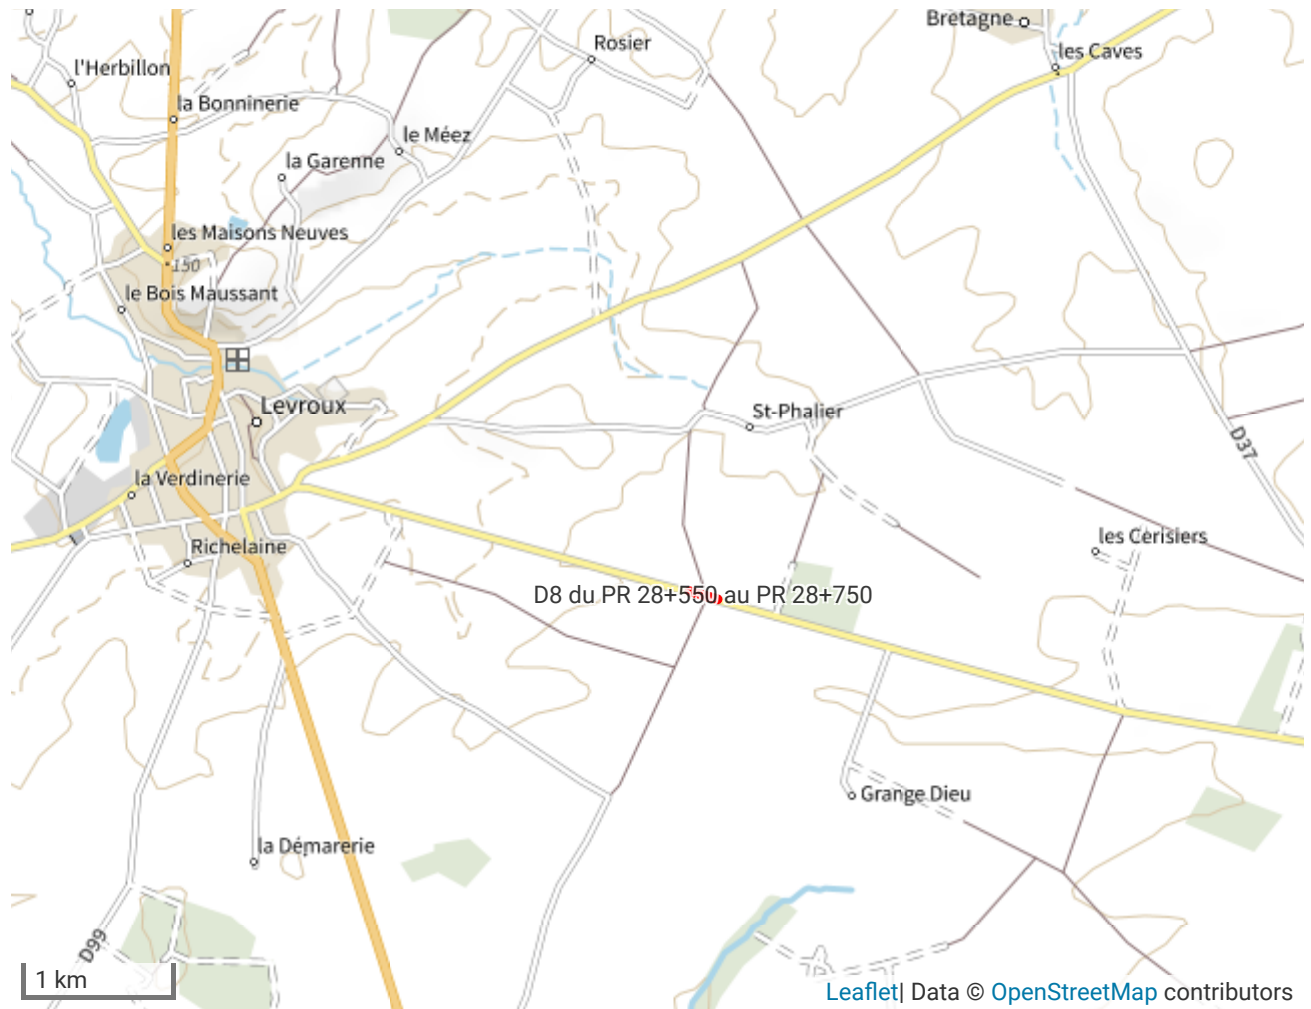 Bretagne
Rosier
les Caves
l'Herbillon
la Bonninerie
le Méez
la Garenne
les Maisons Neuves
150
le Bois Maussant
Levroux
St-Phalier
D37
la Verdinerie
les Cerisiers
Richelaine
D8 du PR 28+550 au PR 28+750
Grange Dieu
la Démarerie
D99
1 km
Leaflet| Data © OpenStreetMap contributors